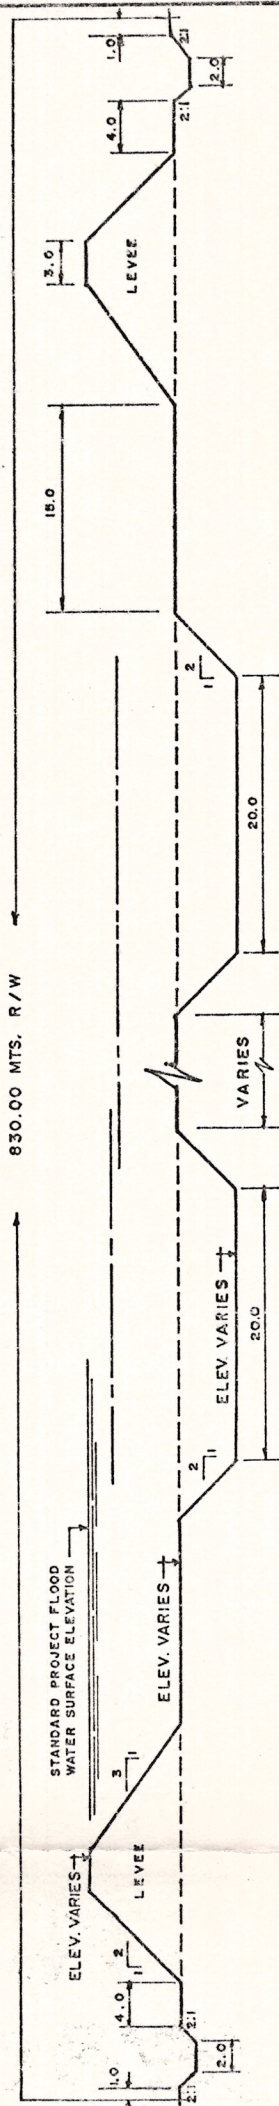 830.00 MTS. R/W
STANDARD PROJECT FLOOD
WATER SURFACE ELEVATION
ELEV. VARIES
3.0
1.0
4.0
2
1
3
1
15.0
4.0
1.0
LEVEE
LEVEE
ELEV. VARIES
2:1
2:1
2
1
2
1
2:1
2:1
2.0
ELEV. VARIES
20.0
VARIES
20.0
2.0